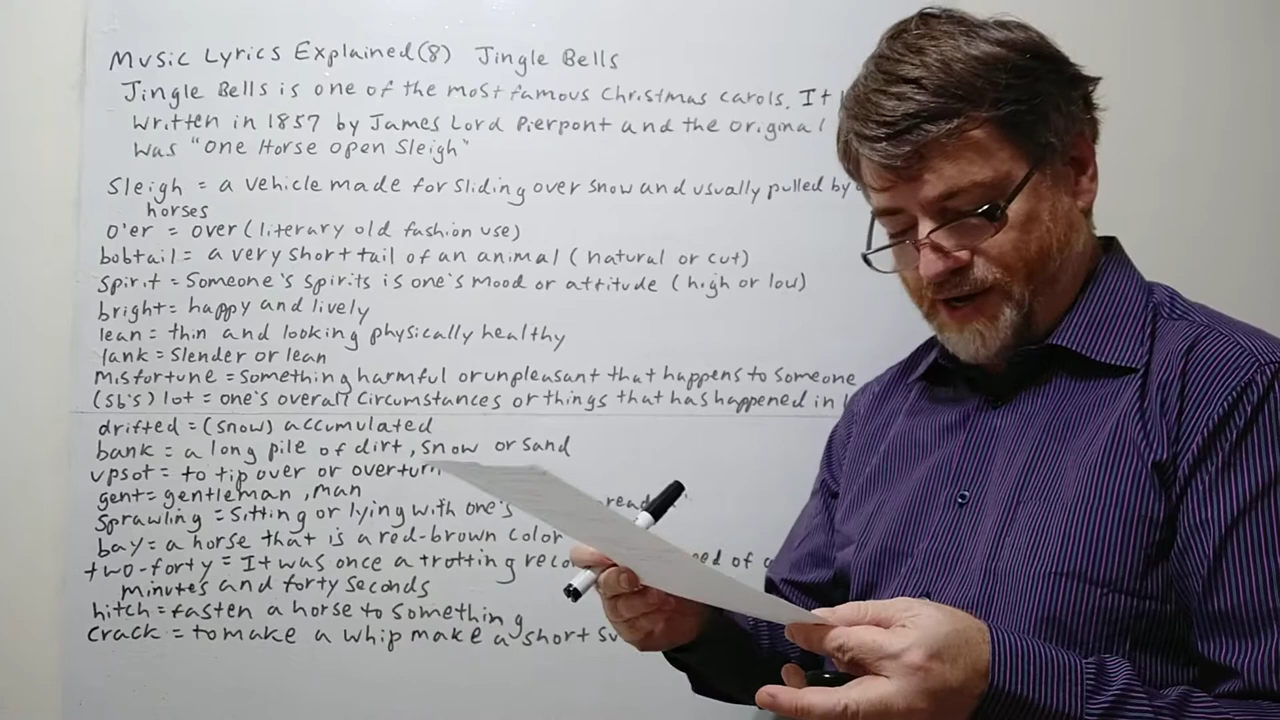 Music Lyrics Explained (8) Jingle Bells
Jingle Bells is one of the most famous Christmas carols. It
written in 1857 by James Lord Pierpont and the original
was "One Horse Open Sleigh"
Sleigh = a vehicle made for sliding over snow and usually pulled by
horses
o'er = over (literary old fashion use)
bobtail = a very short tail of an animal (natural or cut)
spirit = Someone's spirits is one's mood or attitude (high or low)
bright = happy and lively
lean = thin and looking physically healthy
lank = slender or lean
Misfortune = Something harmful or unpleasant that happens to someone
(sb's) lot = one's overall circumstances or things that has happened in
drifted = (snow) accumulated
bank = a long pile of dirt, snow or sand
upsot = to tip over or overturn
gent = gentleman, man
Sprawling = Sitting or lying with one's
bay = a horse that is a red-brown color
two-forty = It was once a trotting of
minutes and forty seconds
hitch = fasten a horse to something
crack = to make a whip make a short